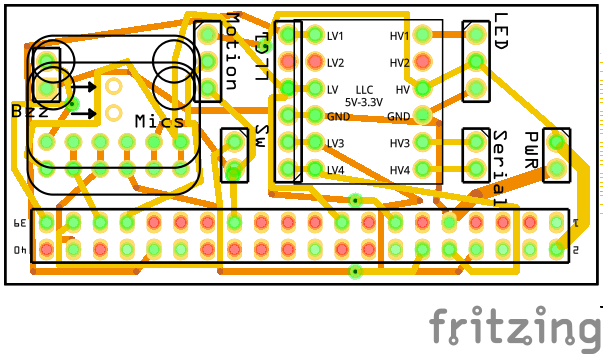 Motion
LLC1
LED
LV1
HV1
LV2
HV2
LV
LLC
HV
5V-3.3V
Bzz
Mics
GND
GND
Sw
LV3
HV3
Serial
PWR
LV4
HV4
39
1
40
2
fritzing